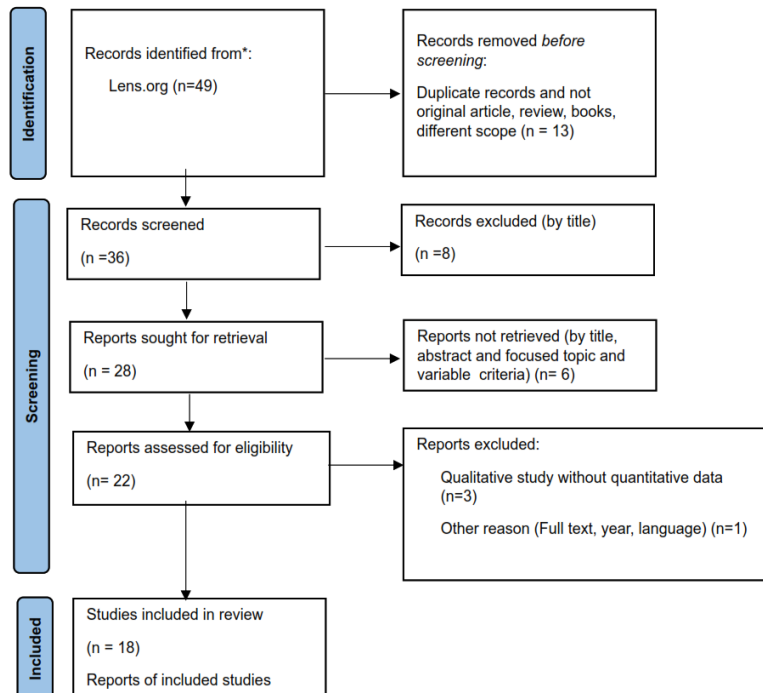 Identification
Records identified from*:
Lens.org (n=49)
Records removed before
screening:
Duplicate records and not
original article, review, books,
different scope (n = 13)
Screening
Records screened
(n =36)
Records excluded (by title)
(n =8)
Reports sought for retrieval
(n = 28)
Reports not retrieved (by title,
abstract and focused topic and
variable criteria) (n= 6)
Reports assessed for eligibility
(n= 22)
Reports excluded:
Qualitative study without quantitative data
(n=3)
Other reason (Full text, year, language) (n=1)
Included
Studies included in review
(n = 18)
Reports of included studies